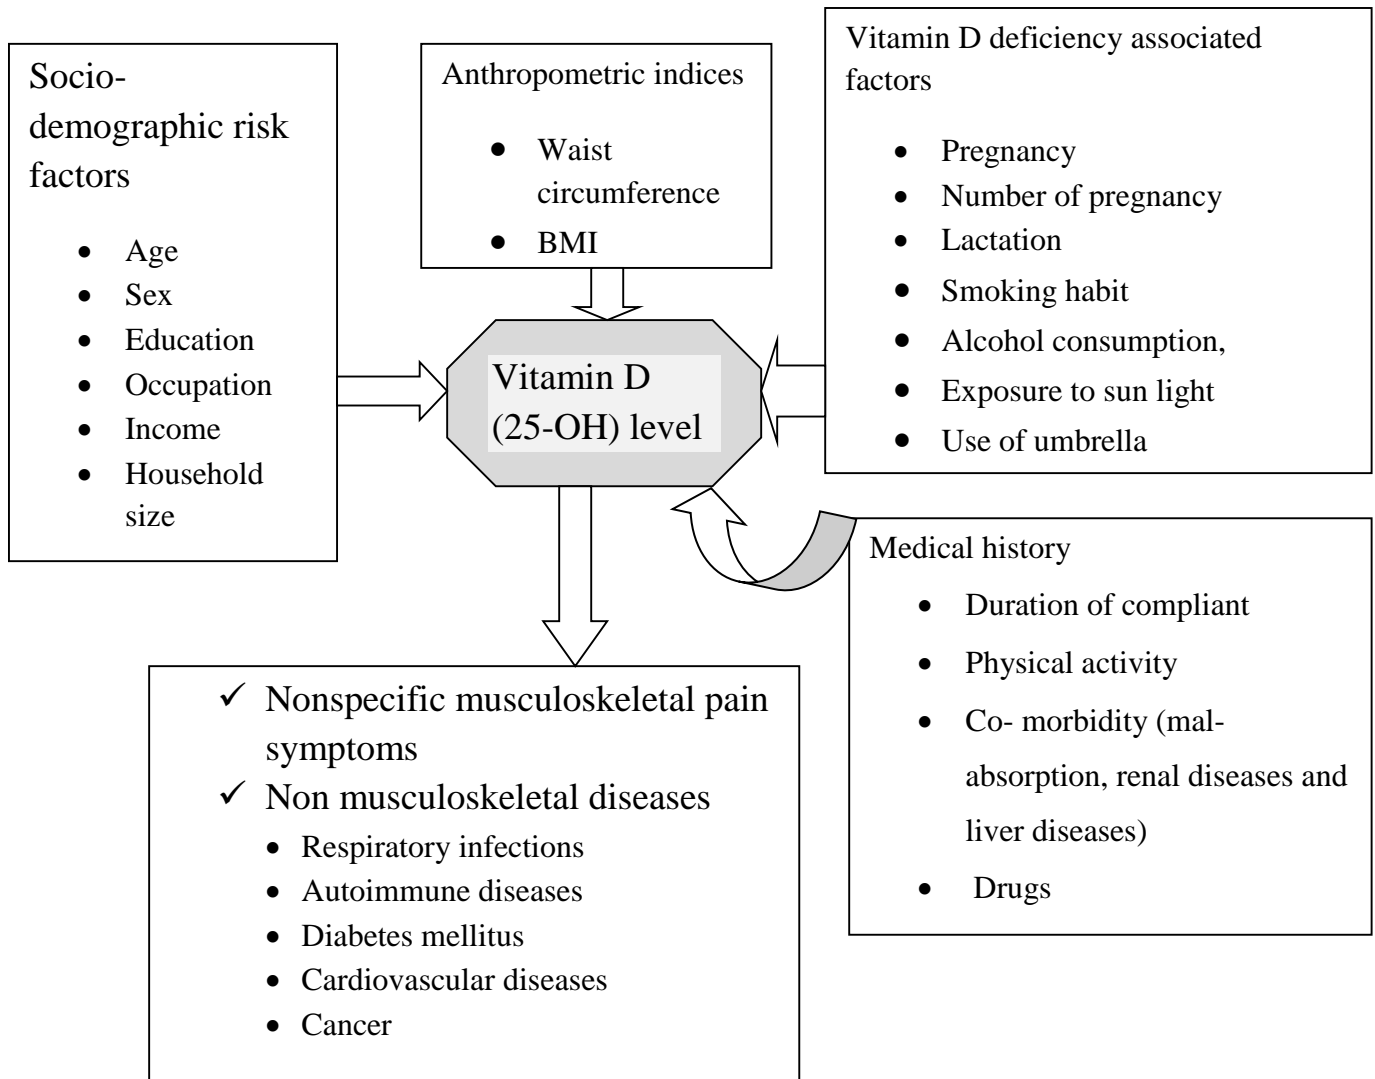 Socio-
demographic risk
factors
• Age
• Sex
• Education
• Occupation
• Income
• Household
size
Anthropometric indices
• Waist
circumference
• BMI
Vitamin D deficiency associated
factors
• Pregnancy
• Number of pregnancy
• Lactation
• Smoking habit
• Alcohol consumption,
• Exposure to sun light
• Use of umbrella
Vitamin D
(25-OH) level
Medical history
• Duration of compliant
• Physical activity
• Co- morbidity (mal-
absorption, renal diseases and
liver diseases)
• Drugs
✓ Nonspecific musculoskeletal pain
symptoms
✓ Non musculoskeletal diseases
• Respiratory infections
• Autoimmune diseases
• Diabetes mellitus
• Cardiovascular diseases
• Cancer